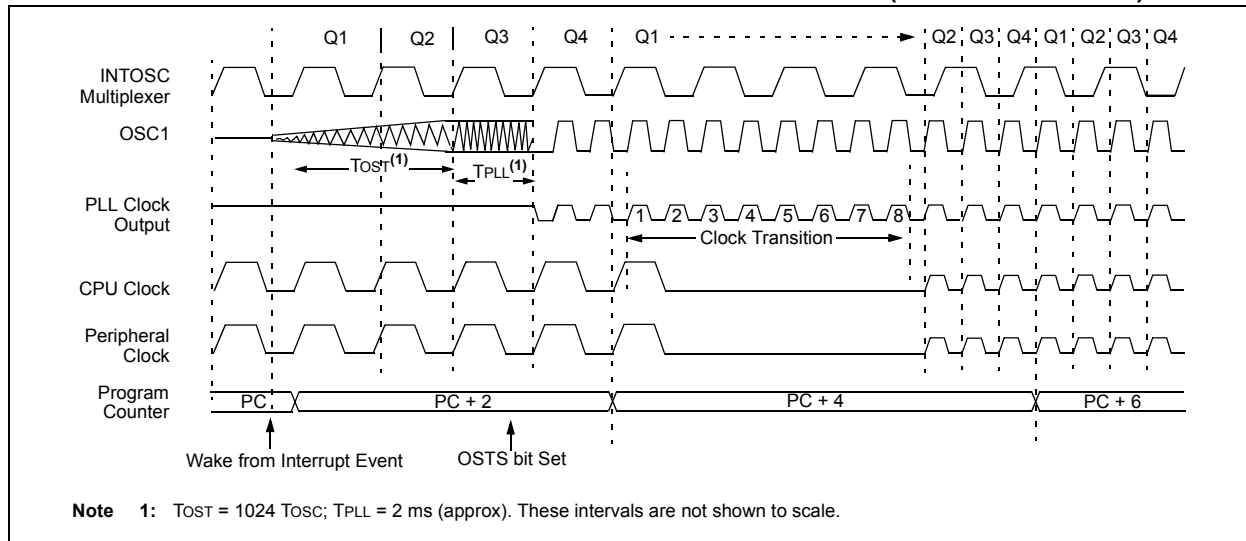 Q1 Q2 Q3 Q4 Q1 Q2 Q3 Q4 Q1 Q2 Q3 Q4
INTOSC
Multiplexer
OSC1
TOST(1)
TPLL(1)
PLL Clock
Output
1 2 3 4 5 6 7 8
Clock Transition
CPU Clock
Peripheral
Clock
Program
Counter
PC PC + 2 PC + 4 PC + 6
Wake from Interrupt Event OSTS bit Set
Note 1: TOST = 1024 TOSC; TPLL = 2 ms (approx). These intervals are not shown to scale.